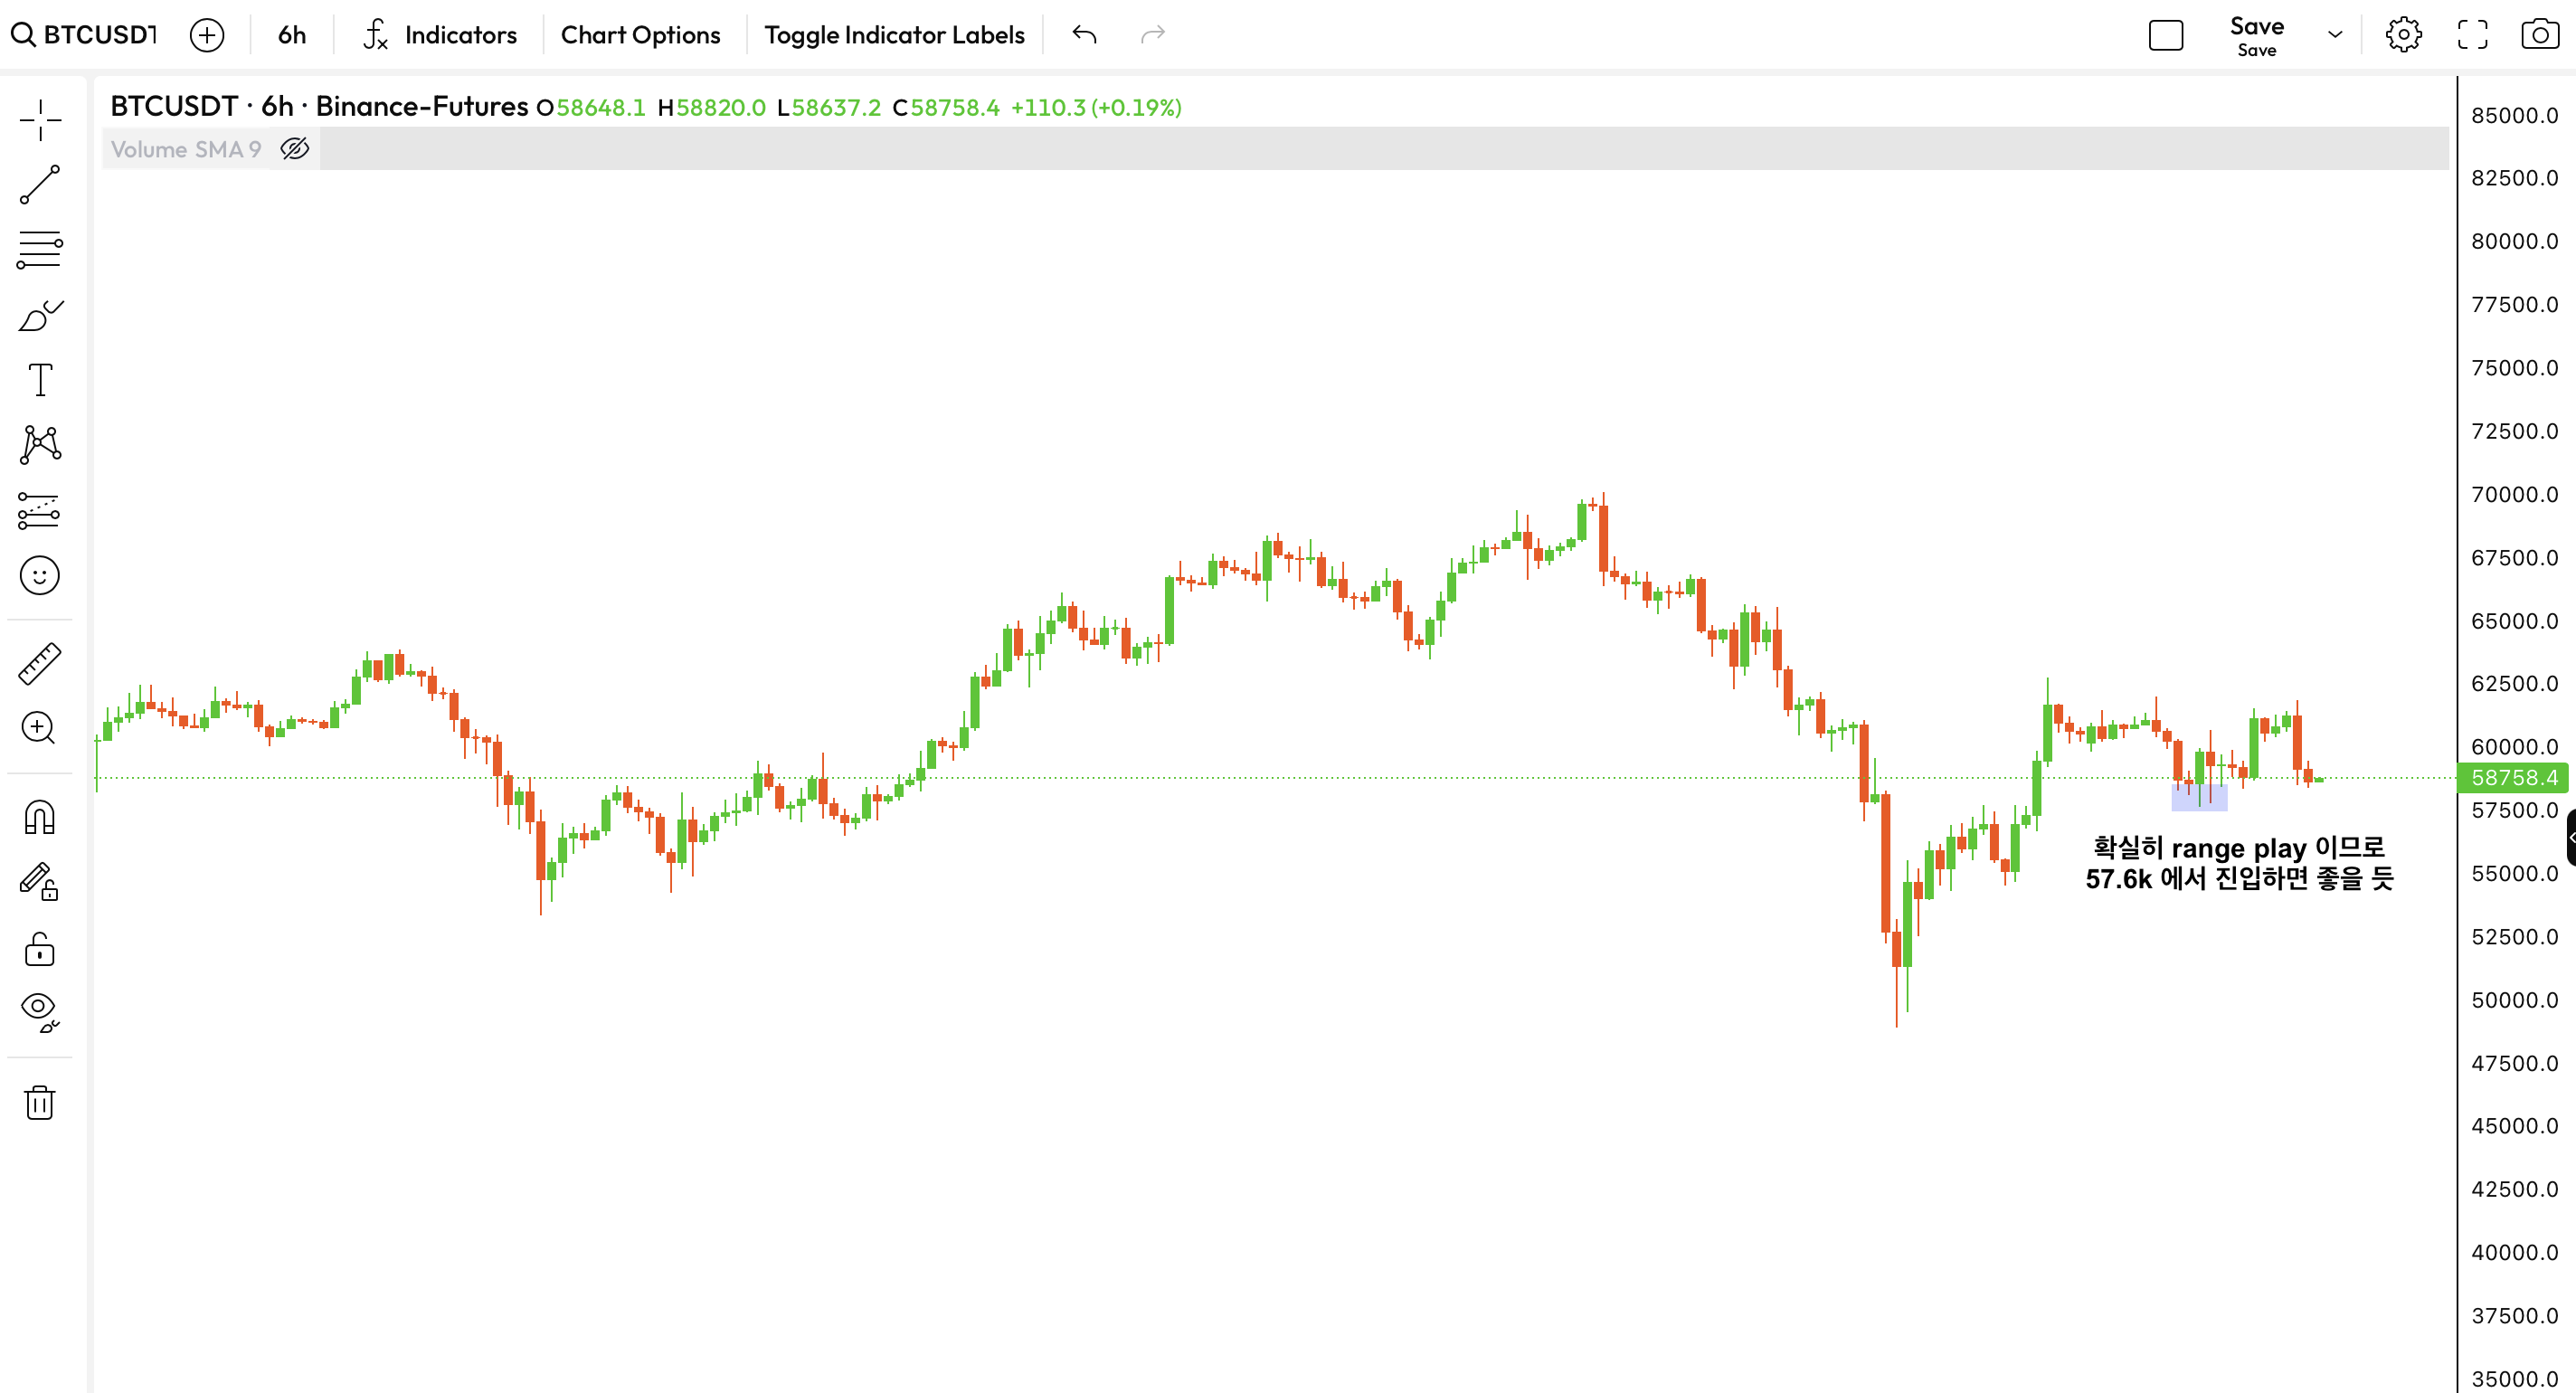 BTCUSDT
6h
Indicators
Chart Options
Toggle Indicator Labels
Save
Save
BTCUSDT · 6h · Binance-Futures O58648.1 H58820.0 L58637.2 C58758.4 +110.3 (+0.19%)
Volume SMA 9
85000.0
82500.0
80000.0
77500.0
75000.0
72500.0
70000.0
67500.0
65000.0
62500.0
60000.0
58758.4
57500.0
확실히 range play 이므로
57.6k 에서 진입하면 좋을 듯
55000.0
52500.0
50000.0
47500.0
45000.0
42500.0
40000.0
37500.0
35000.0